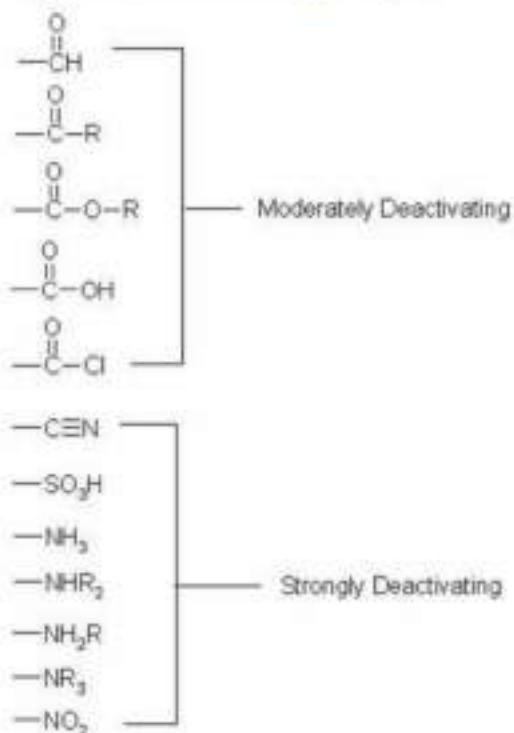 O
—CH
O
—C—R
O
—C—O—R
Moderately Deactivating
O
—C—OH
O
—C—Cl
—C≡N
—SO₃H
—NH₃
—NHR₂
Strongly Deactivating
—NH₂R
—NR₃
—NO₂